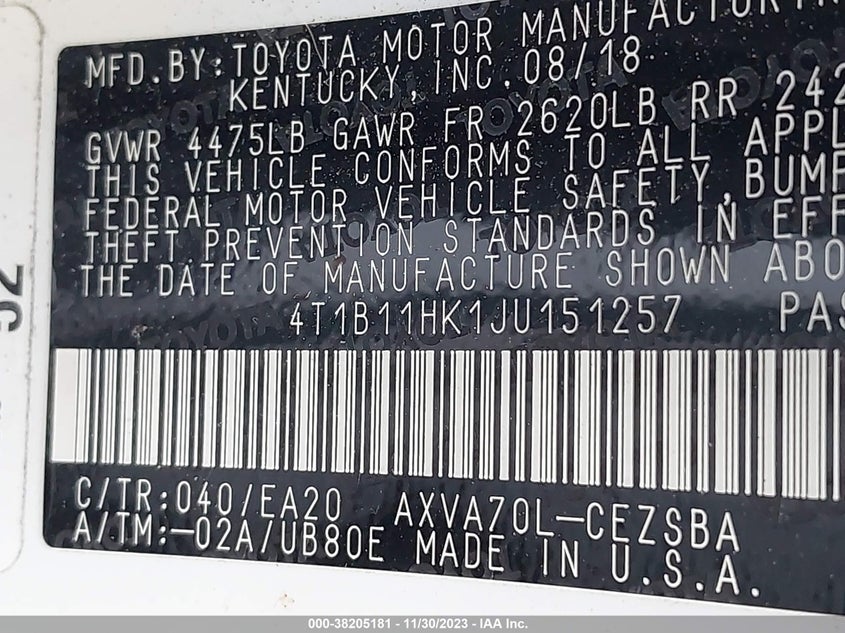 MFD.BY:TOYOTA MOTOR MANUFACTURIN
KENTUCKY, INC. 08/18
GVWR 4475LB GAWR FR 2620LB RR 242
THIS VEHICLE CONFORMS TO ALL APPL
FEDERAL MOTOR VEHICLE SAFETY, BUMP
THEFT PREVENTION STANDARDS IN EFF
THE DATE OF MANUFACTURE SHOWN ABO
4T1B11HK1JU151257 PAS
C/TR:040/EA20 AXVA70L-CEZSBA
A/TM:-02A/UB80E MADE IN U.S.A.
000-38205181 - 11/30/2023 - IAA Inc.